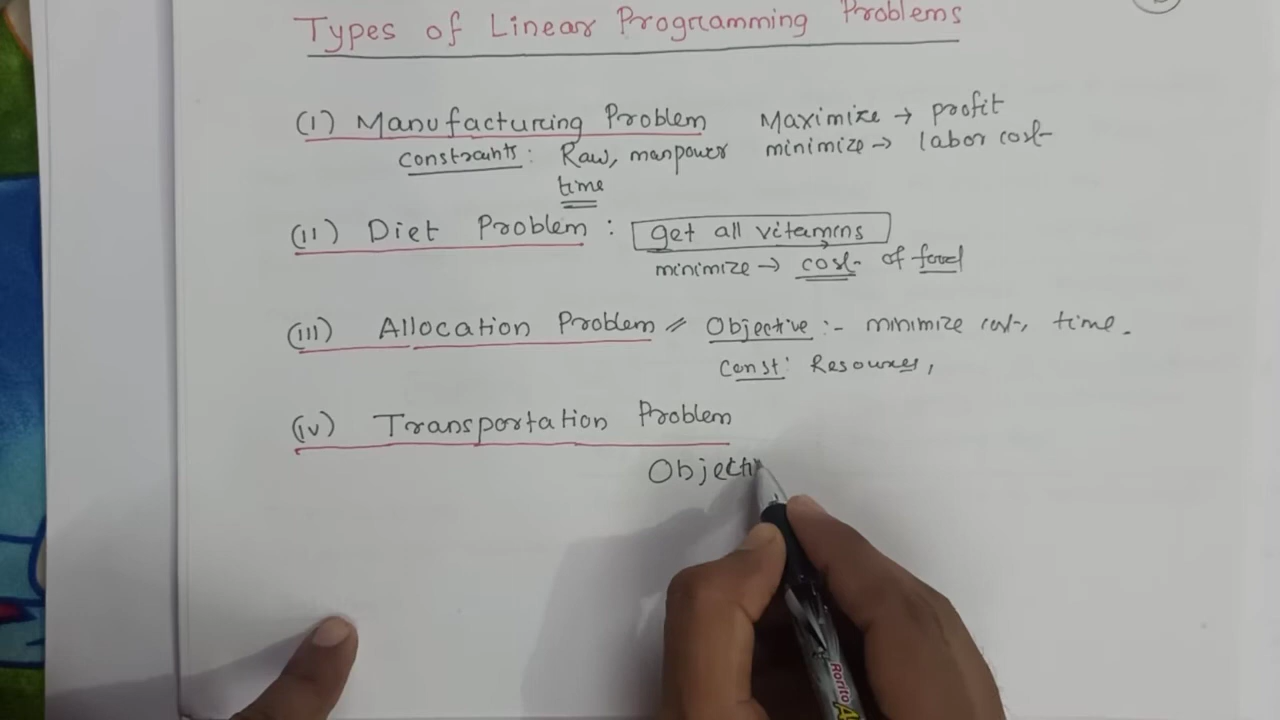 Types of Linear Programming Problems
(I) Manufacturing Problem Maximize → profit
Constraints: Raw, manpower minimize → labor cost
time
(II) Diet Problem : get all vitamins
minimize → cost of food
(III) Allocation Problem // Objective :- minimize cost, time.
Const: Resources,
(iv) Transportation Problem
Objecti
Rorito